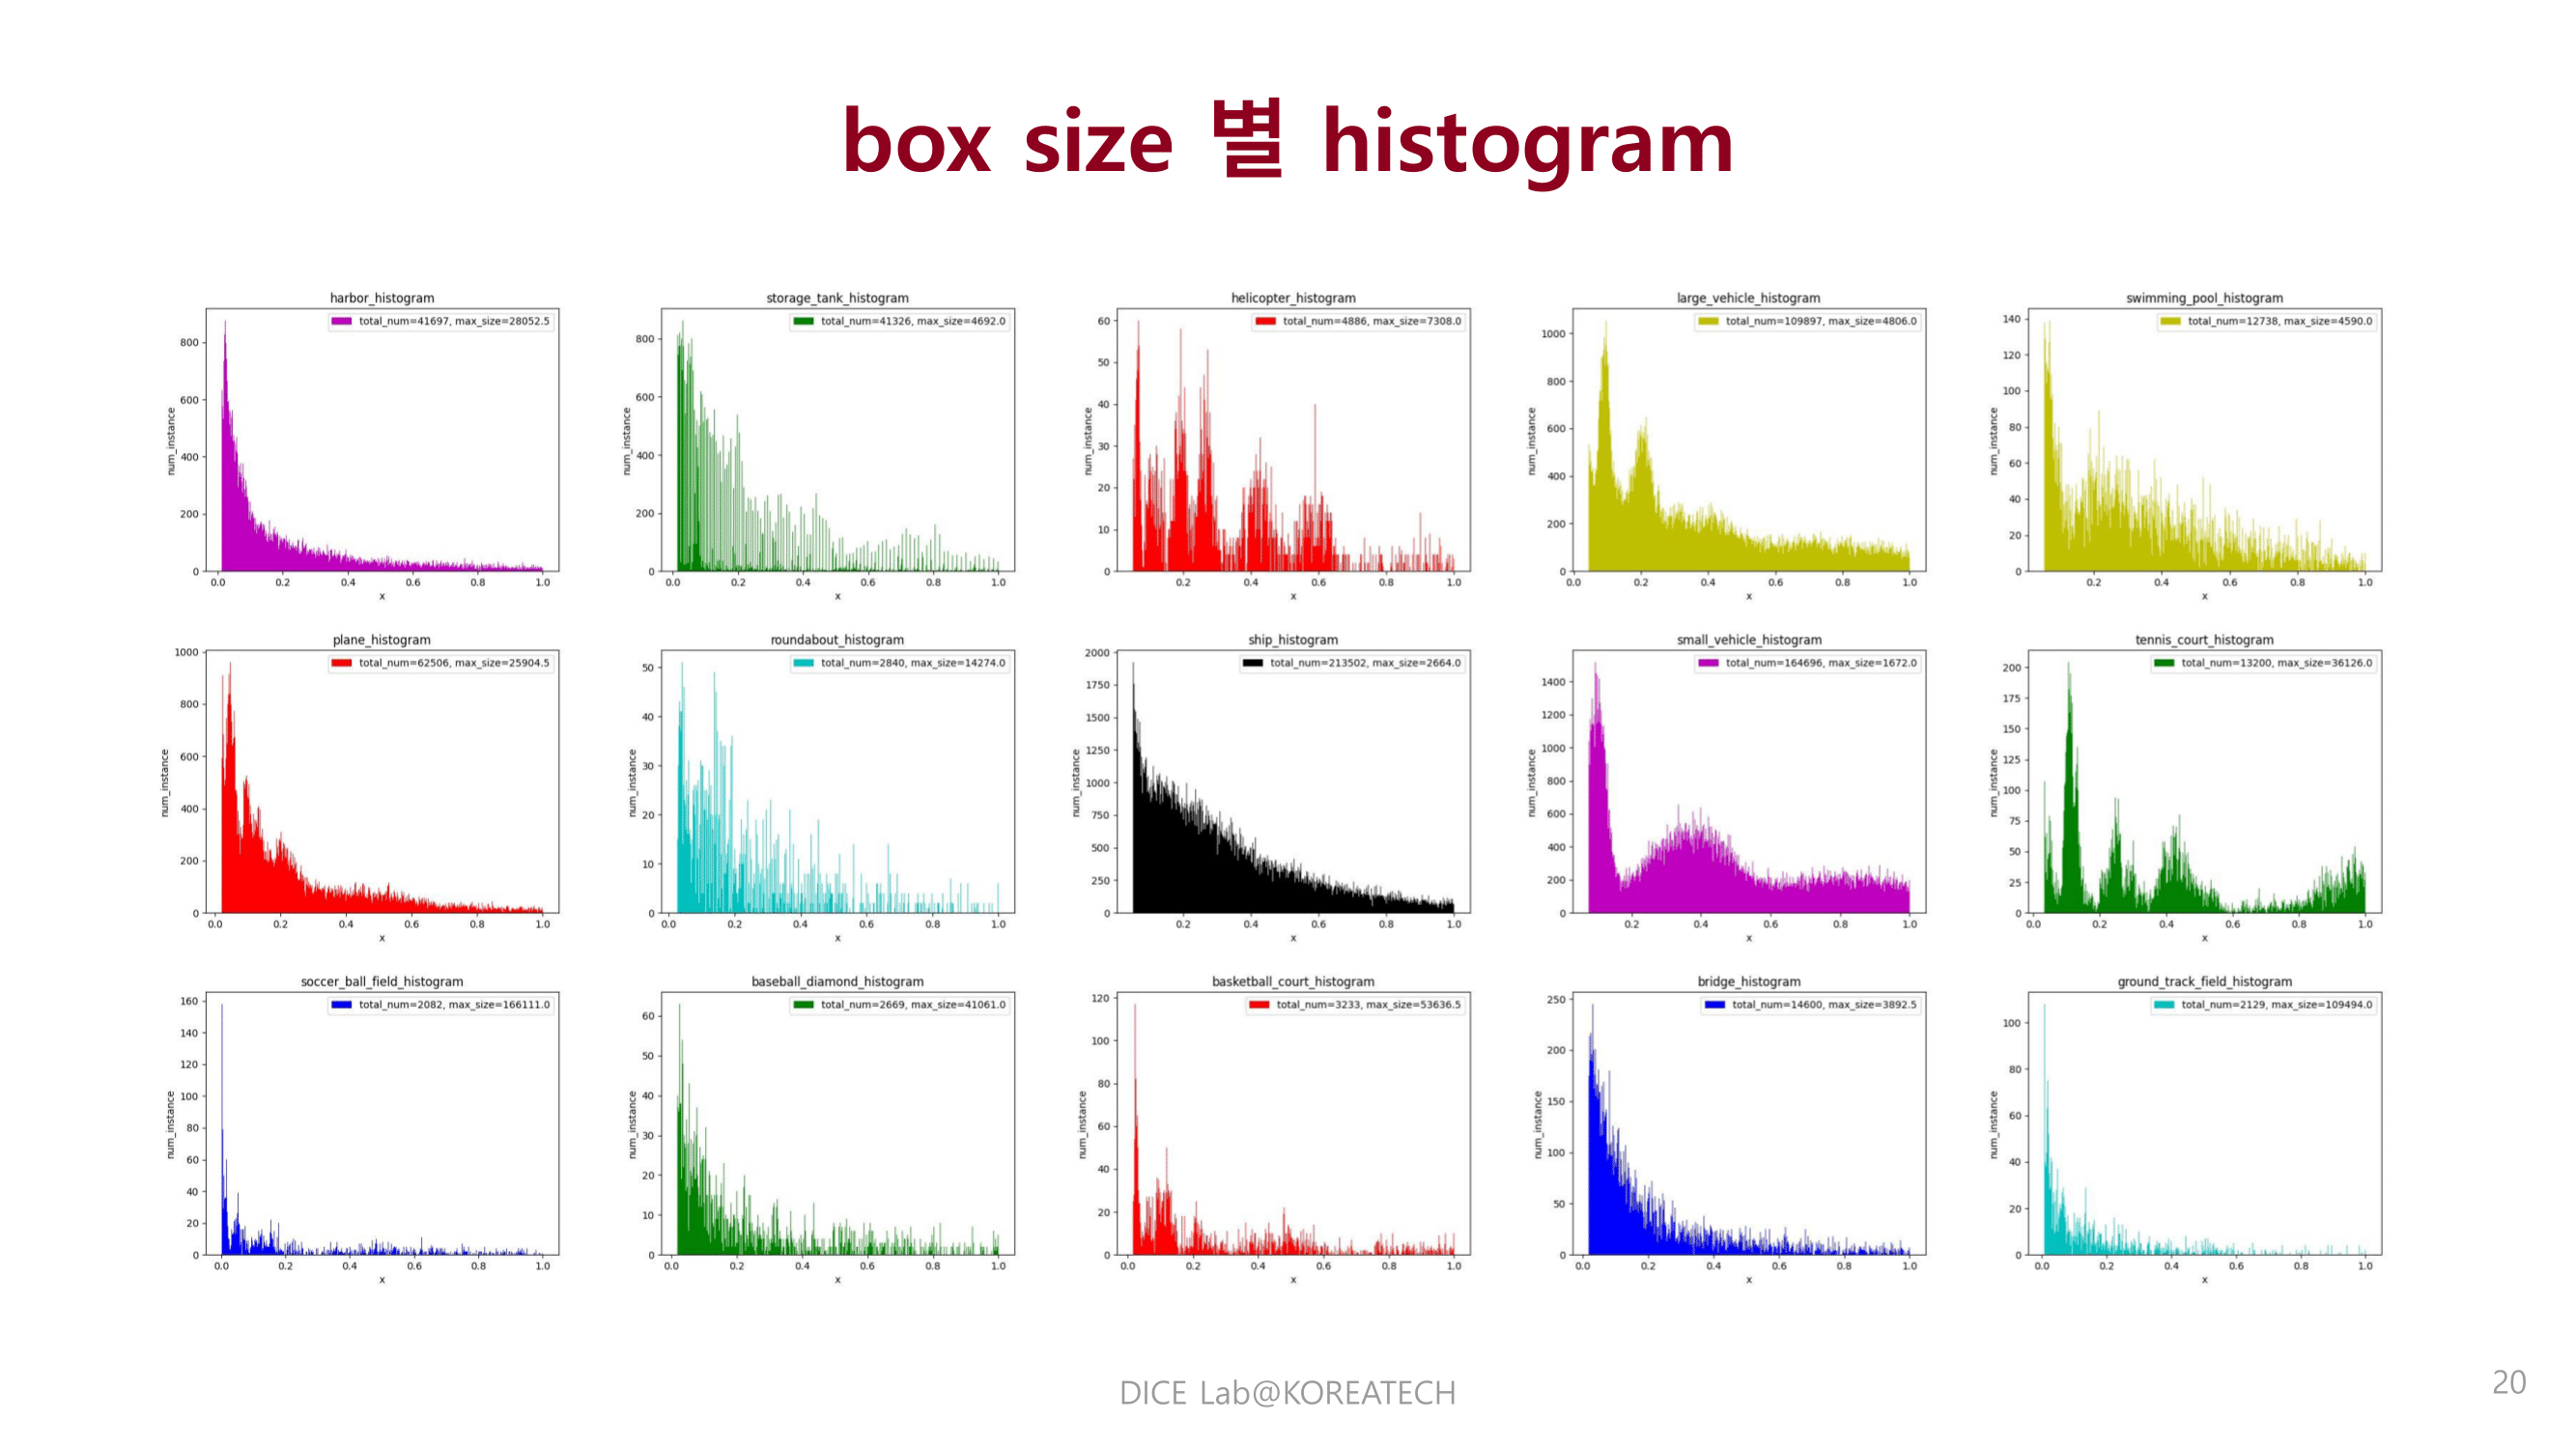 box size 별 histogram
harbor_histogram
total_num=41697, max_size=28052.5
num_instance
800
600
400
200
0
0.0 0.2 0.4 0.6 0.8 1.0
x
storage_tank_histogram
total_num=41326, max_size=4692.0
num_instance
800
600
400
200
0
0.0 0.2 0.4 0.6 0.8 1.0
x
helicopter_histogram
total_num=4886, max_size=7308.0
num_instance
60
50
40
30
20
10
0
0.2 0.4 0.6 0.8 1.0
x
large_vehicle_histogram
total_num=109897, max_size=4806.0
num_instance
1000
800
600
400
200
0
0.0 0.2 0.4 0.6 0.8 1.0
x
swimming_pool_histogram
total_num=12738, max_size=4590.0
num_instance
140
120
100
80
60
40
20
0
0.2 0.4 0.6 0.8 1.0
x
plane_histogram
total_num=62506, max_size=25904.5
num_instance
1000
800
600
400
200
0
0.0 0.2 0.4 0.6 0.8 1.0
x
roundabout_histogram
total_num=2840, max_size=14274.0
num_instance
50
40
30
20
10
0
0.0 0.2 0.4 0.6 0.8 1.0
x
ship_histogram
total_num=213502, max_size=2664.0
num_instance
2000
1750
1500
1250
1000
750
500
250
0
0.2 0.4 0.6 0.8 1.0
x
small_vehicle_histogram
total_num=164696, max_size=1672.0
num_instance
1400
1200
1000
800
600
400
200
0
0.2 0.4 0.6 0.8 1.0
x
tennis_court_histogram
total_num=13200, max_size=36126.0
num_instance
200
175
150
125
100
75
50
25
0
0.0 0.2 0.4 0.6 0.8 1.0
x
soccer_ball_field_histogram
total_num=2082, max_size=166111.0
num_instance
160
140
120
100
80
60
40
20
0
0.0 0.2 0.4 0.6 0.8 1.0
x
baseball_diamond_histogram
total_num=2669, max_size=41061.0
num_instance
60
50
40
30
20
10
0
0.0 0.2 0.4 0.6 0.8 1.0
x
basketball_court_histogram
total_num=3233, max_size=53636.5
num_instance
120
100
80
60
40
20
0
0.0 0.2 0.4 0.6 0.8 1.0
x
bridge_histogram
total_num=14600, max_size=3892.5
num_instance
250
200
150
100
50
0
0.0 0.2 0.4 0.6 0.8 1.0
x
ground_track_field_histogram
total_num=2129, max_size=109494.0
num_instance
100
80
60
40
20
0
0.0 0.2 0.4 0.6 0.8 1.0
x
DICE Lab@KOREATECH
20